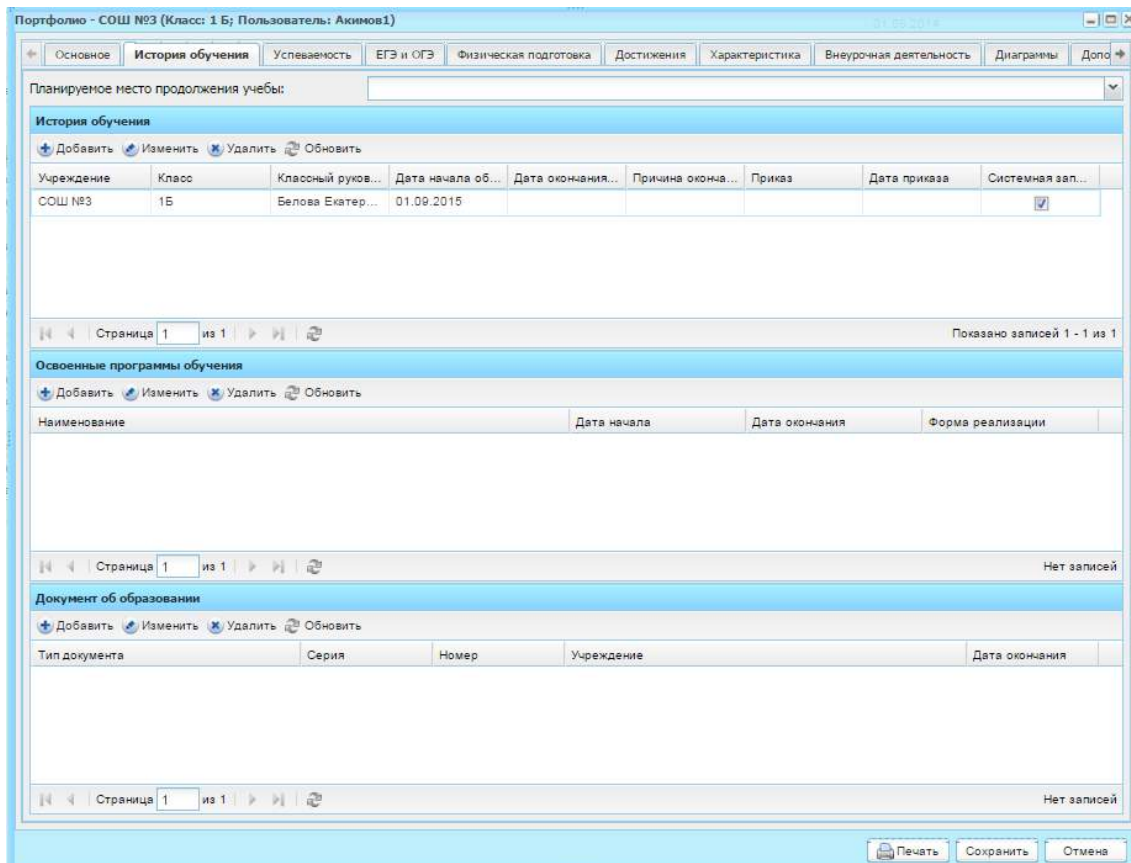 Портфолио - СОШ №3 (Класс: 1 Б; Пользователь: Акимов1)
Основное История обучения Успеваемость ЕГЭ и ОГЭ Физическая подготовка Достижения Характеристика Внеурочная деятельность Диаграммы Допо
Планируемое место продолжения учебы:
История обучения
Добавить Изменить Удалить Обновить
Учреждение Класс Классный руков... Дата начала об... Дата окончания... Причина оконча... Приказ Дата приказа Системная зап...
СОШ №3 1Б Белова Екатер... 01.09.2015
Страница 1 из 1 Показано записей 1 - 1 из 1
Освоенные программы обучения
Добавить Изменить Удалить Обновить
Наименование Дата начала Дата окончания Форма реализации
Страница 1 из 1 Нет записей
Документ об образовании
Добавить Изменить Удалить Обновить
Тип документа Серия Номер Учреждение Дата окончания
Страница 1 из 1 Нет записей
Печать Сохранить Отмена